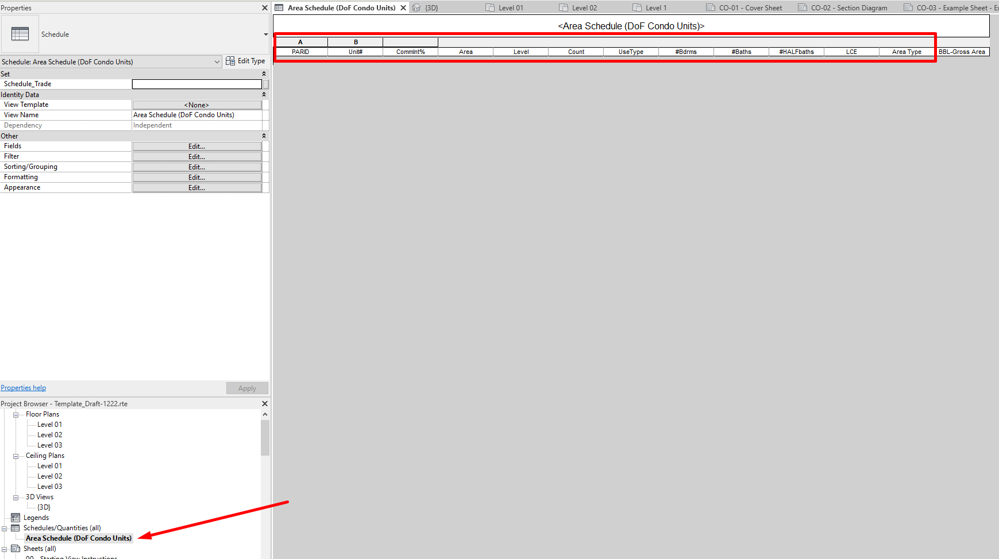 Properties
Schedule
Schedule: Area Schedule (DoF Condo Units)
Edit Type
Set
Schedule_Trade
Identity Data
View Template <None>
View Name Area Schedule (DoF Condo Units)
Dependency Independent
Other
Fields Edit...
Filter Edit...
Sorting/Grouping Edit...
Formatting Edit...
Appearance Edit...
Properties help
Apply
Project Browser - Template_Draft-1222.rte
Floor Plans
Level 01
Level 02
Level 03
Ceiling Plans
Level 01
Level 02
Level 03
3D Views
{3D}
Legends
Schedules/Quantities (all)
Area Schedule (DoF Condo Units)
Sheets (all)
00 - Starting View Instructions
Area Schedule (DoF Condo Units) {3D} Level 01 Level 02 Level 1 CO-01 - Cover Sheet CO-02 - Section Diagram CO-03 - Example Sheet - E
<Area Schedule (DoF Condo Units)>
A B
PARID Unit# CommInt% Area Level Count UseType #Bdrms #Baths #HALFbaths LCE Area Type BBL-Gross Area